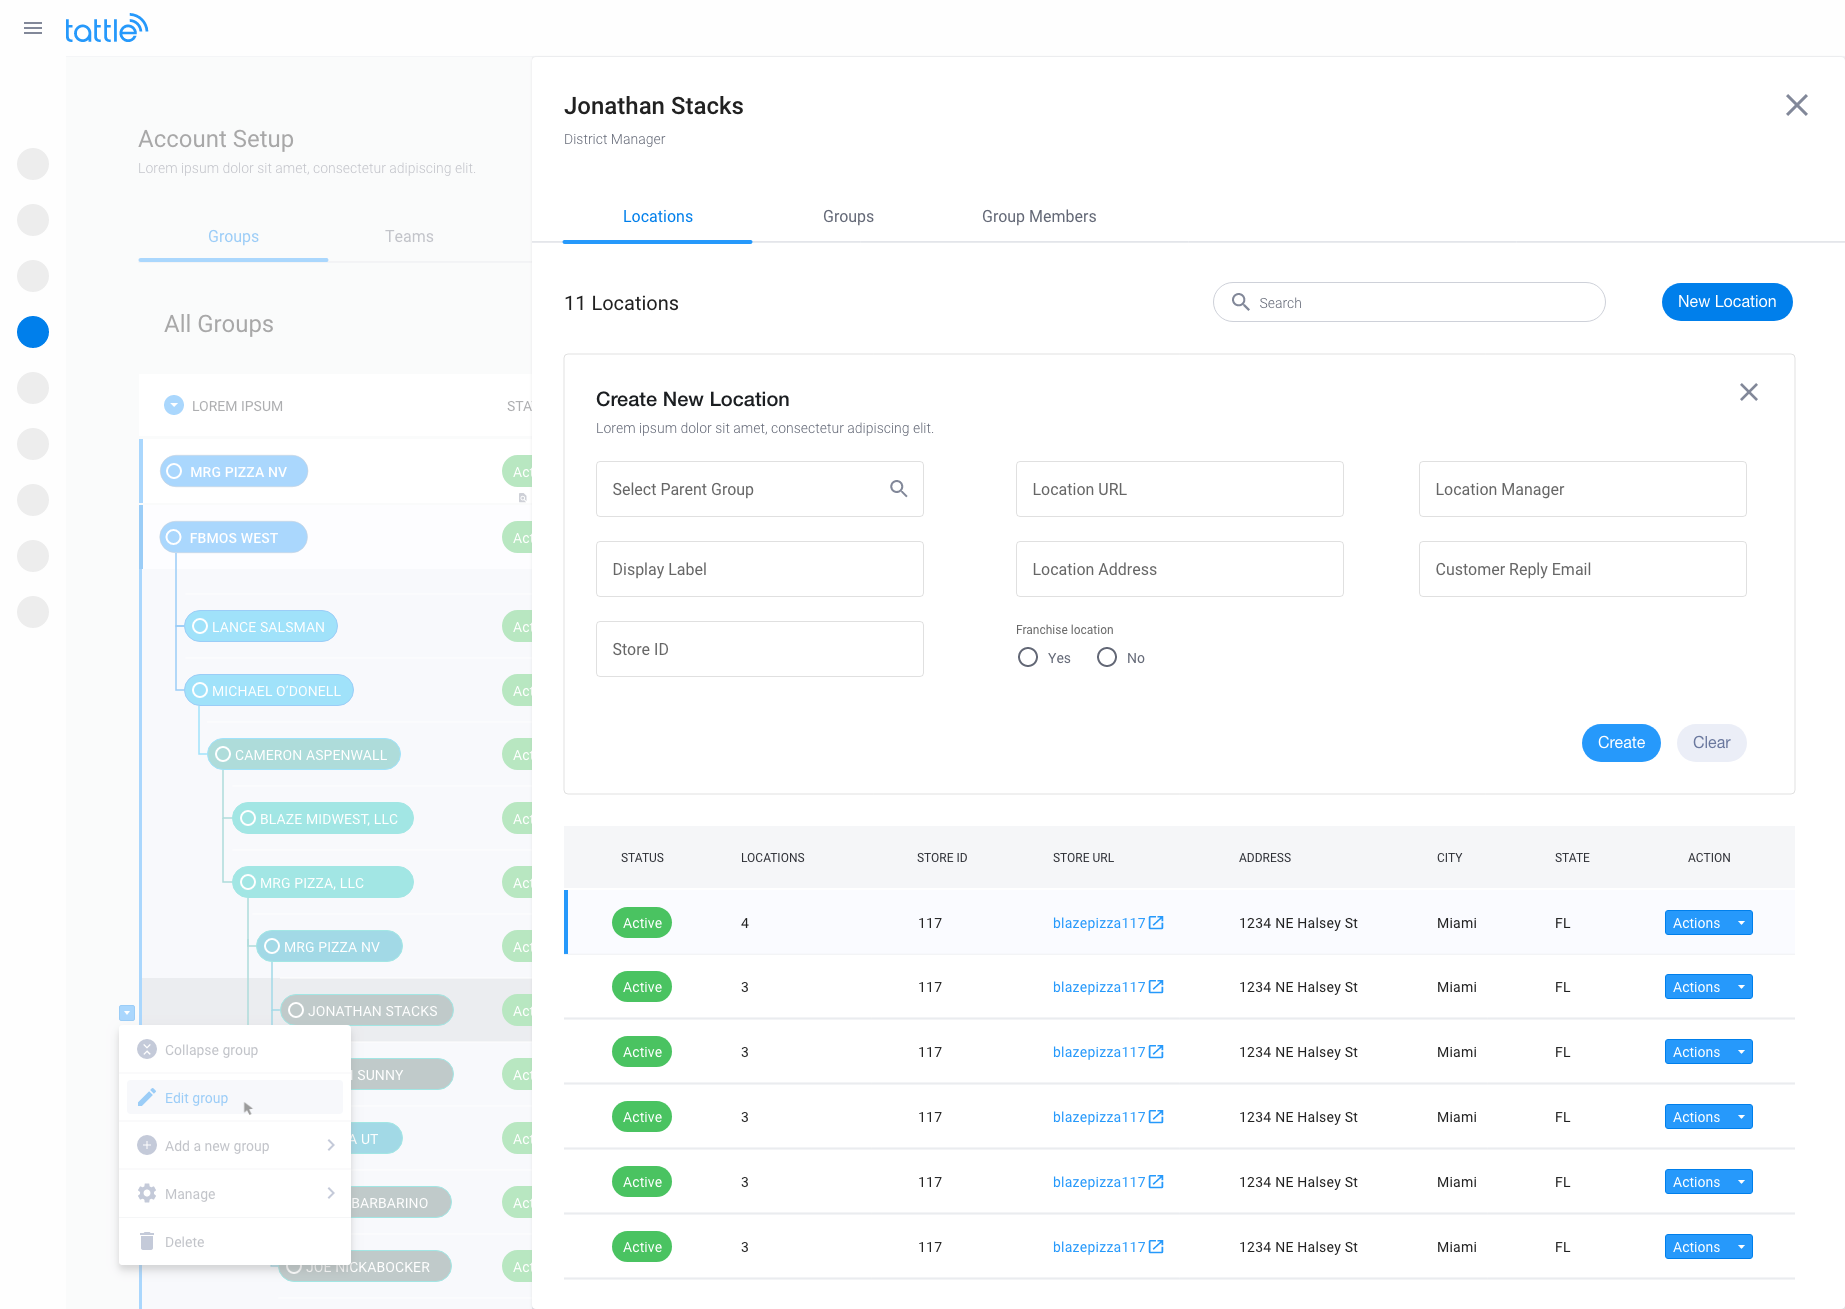 tattle
Account Setup
Lorem ipsum dolor sit amet, consectetur adipiscing elit.
Groups
Teams
All Groups
LOREM IPSUM
STA
MRG PIZZA NV
Act
FBMOS WEST
Act
LANCE SALSMAN
Act
MICHAEL O'DONELL
Act
CAMERON ASPENWALL
Act
BLAZE MIDWEST, LLC
Act
MRG PIZZA, LLC
Act
MRG PIZZA NV
Act
JONATHAN STACKS
Act
SUNNY
Act
A UT
Act
BARBARINO
Act
JOE NICKABOCKER
Act
Collapse group
Edit group
Add a new group
Manage
Delete
Jonathan Stacks
District Manager
Locations
Groups
Group Members
11 Locations
Search
New Location
Create New Location
Lorem ipsum dolor sit amet, consectetur adipiscing elit.
Select Parent Group
Location URL
Location Manager
Display Label
Location Address
Customer Reply Email
Store ID
Franchise location
Yes
No
Create
Clear
STATUS LOCATIONS STORE ID STORE URL ADDRESS CITY STATE ACTION
Active 4 117 blazepizza117 1234 NE Halsey St Miami FL Actions
Active 3 117 blazepizza117 1234 NE Halsey St Miami FL Actions
Active 3 117 blazepizza117 1234 NE Halsey St Miami FL Actions
Active 3 117 blazepizza117 1234 NE Halsey St Miami FL Actions
Active 3 117 blazepizza117 1234 NE Halsey St Miami FL Actions
Active 3 117 blazepizza117 1234 NE Halsey St Miami FL Actions